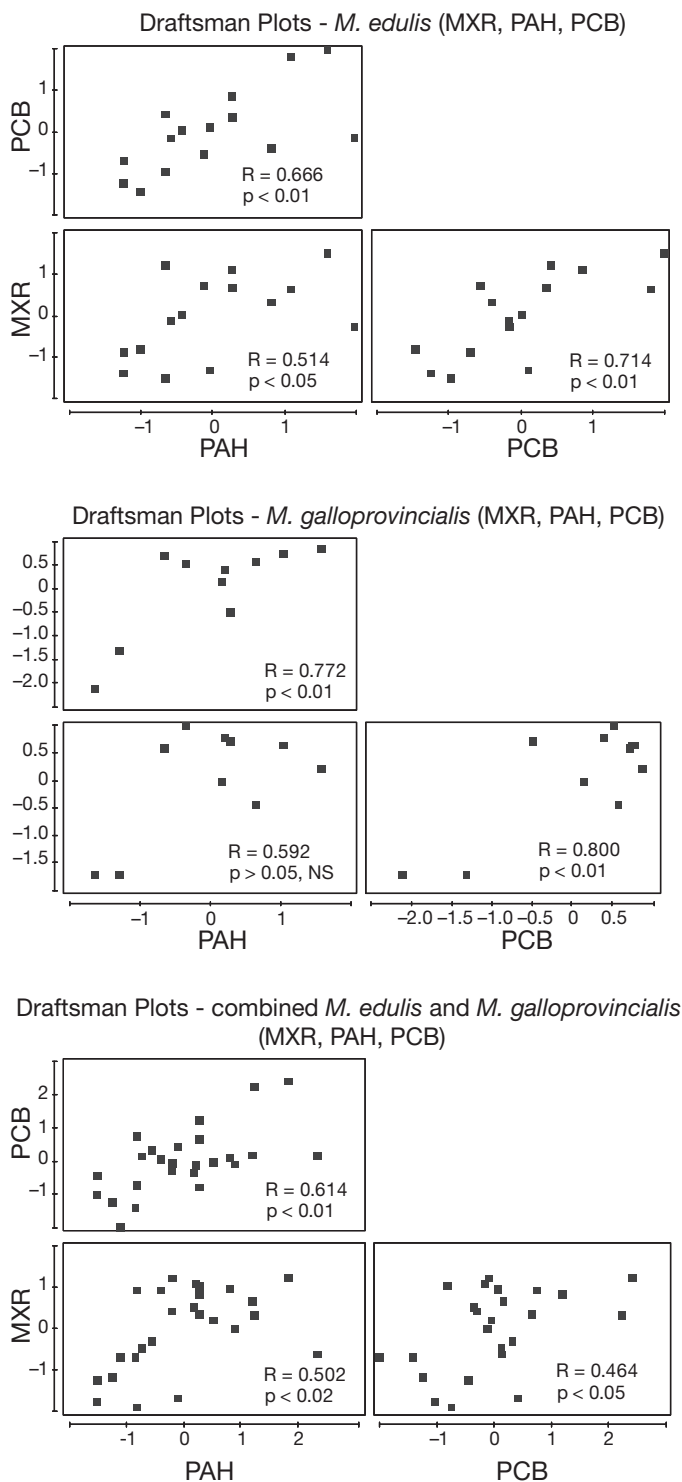 Draftsman Plots - M. edulis (MXR, PAH, PCB)
PCB
1
0
−1
R = 0.666
p < 0.01
MXR
1
0
−1
R = 0.514
p < 0.05
R = 0.714
p < 0.01
−1 0 1
PAH
−1 0 1
PCB
Draftsman Plots - M. galloprovincialis (MXR, PAH, PCB)
0.5
0
−0.5
−1.0
−1.5
−2.0
R = 0.772
p < 0.01
0.5
0
−0.5
−1.0
−1.5
R = 0.592
p > 0.05, NS
R = 0.800
p < 0.01
−1 0 1
PAH
−2.0 −1.5 −1.0 −0.5 0 0.5
PCB
Draftsman Plots - combined M. edulis and M. galloprovincialis
(MXR, PAH, PCB)
PCB
2
1
0
−1
R = 0.614
p < 0.01
MXR
1
0
−1
R = 0.502
p < 0.02
R = 0.464
p < 0.05
-1 0 1 2
PAH
−1 0 1 2
PCB